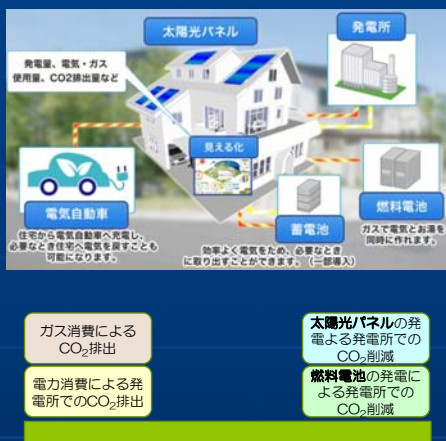 太陽光パネル
発電所
発電量、電気・ガス
使用量、CO2排出量など
見える化
電気自動車
住宅から電気自動車へ充電し、
必要なとき住宅へ電気を戻すことも
可能になります。
蓄電池
効率よく電気をため、必要なとき
に取り出すことができます。（一部導入）
燃料電池
ガスで電気とお湯を
同時に作れます。
ガス消費による
CO₂排出
太陽光パネルの発
電よる発電所での
CO₂削減
電力消費による発
電所でのCO₂排出
燃料電池の発電に
よる発電所での
CO₂削減